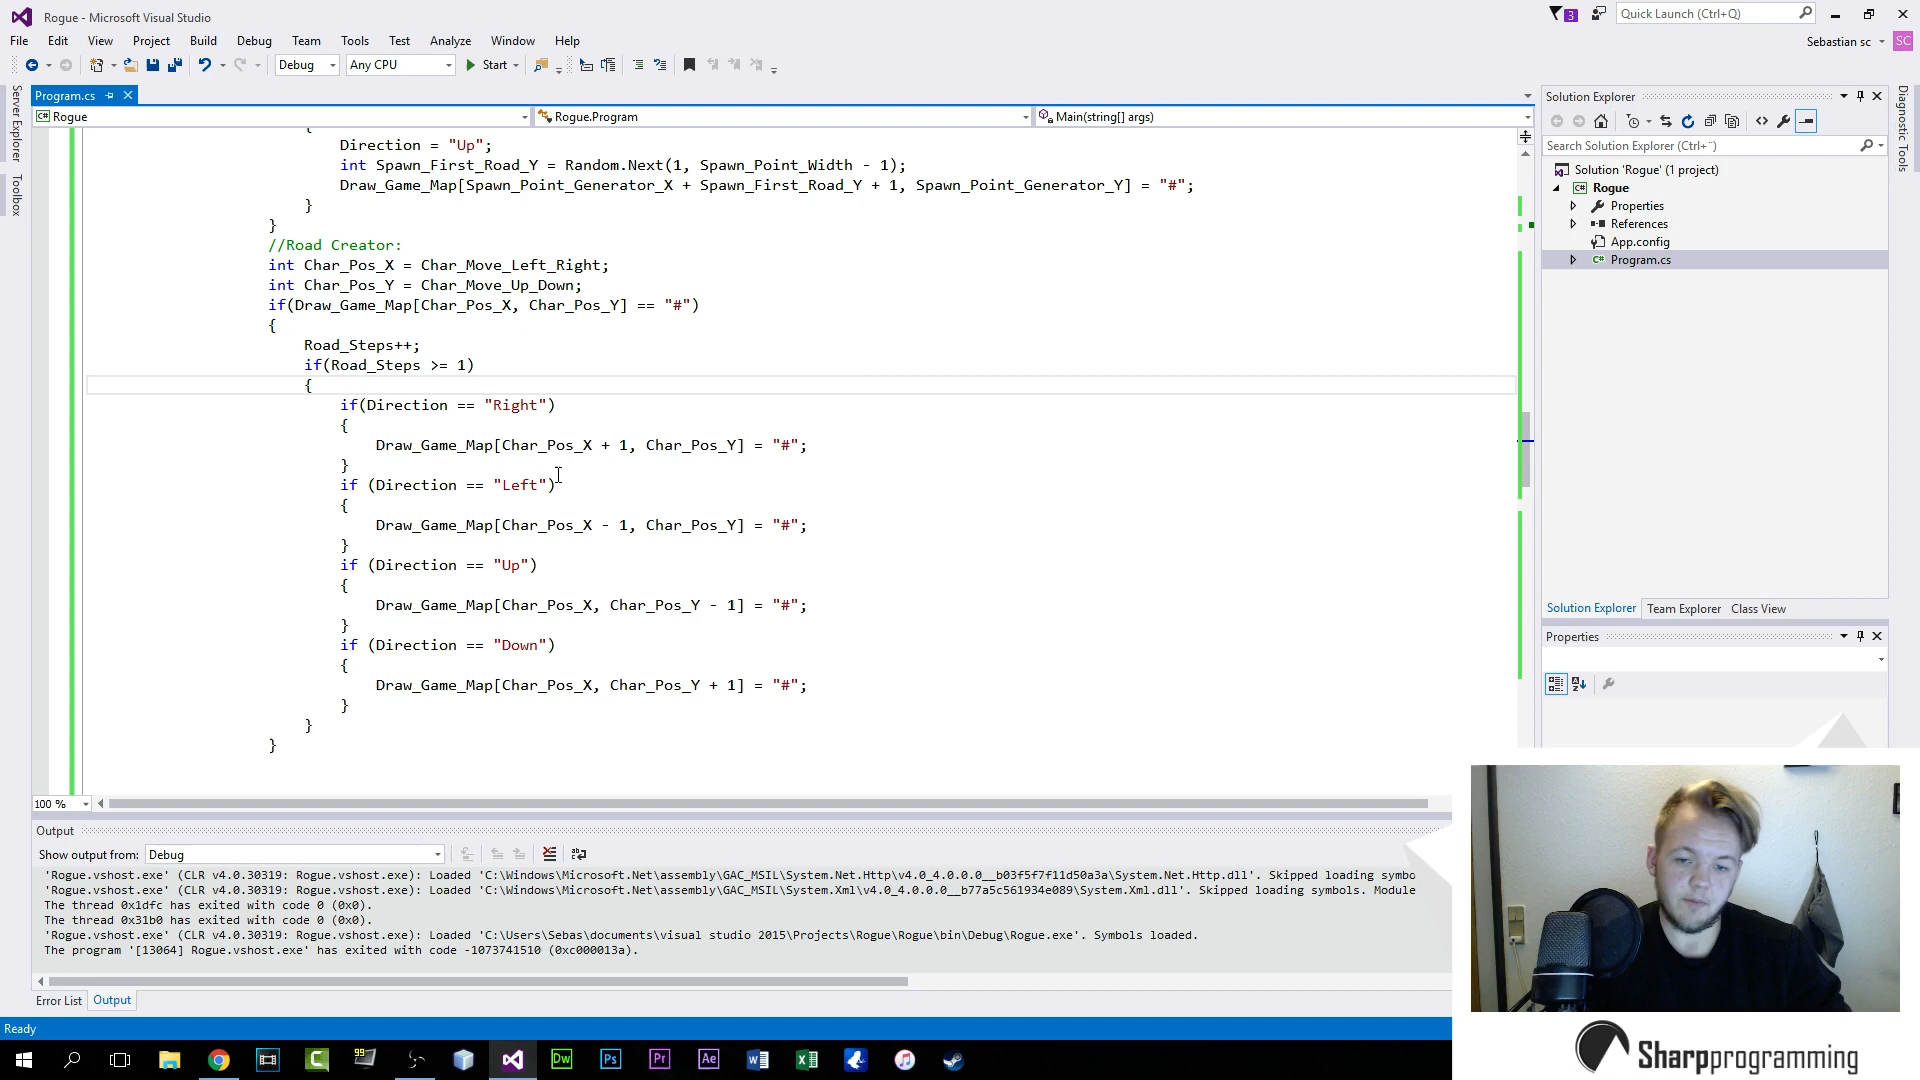 Rogue - Microsoft Visual Studio
3
Quick Launch (Ctrl+Q)
File Edit View Project Build Debug Team Tools Test Analyze Window Help
Sebastian sc
SC
Debug Any CPU Start
Server Explorer
Toolbox
Program.cs
Rogue
Rogue.Program
Main(string[] args)
{
Direction = "Up";
int Spawn_First_Road_Y = Random.Next(1, Spawn_Point_Width - 1);
Draw_Game_Map[Spawn_Point_Generator_X + Spawn_First_Road_Y + 1, Spawn_Point_Generator_Y] = "#";
}
}
//Road Creator:
int Char_Pos_X = Char_Move_Left_Right;
int Char_Pos_Y = Char_Move_Up_Down;
if(Draw_Game_Map[Char_Pos_X, Char_Pos_Y] == "#")
{
Road_Steps++;
if(Road_Steps >= 1)
{
if(Direction == "Right")
{
Draw_Game_Map[Char_Pos_X + 1, Char_Pos_Y] = "#";
}
if (Direction == "Left")
{
Draw_Game_Map[Char_Pos_X - 1, Char_Pos_Y] = "#";
}
if (Direction == "Up")
{
Draw_Game_Map[Char_Pos_X, Char_Pos_Y - 1] = "#";
}
if (Direction == "Down")
{
Draw_Game_Map[Char_Pos_X, Char_Pos_Y + 1] = "#";
}
}
}
100 %
Solution Explorer
Search Solution Explorer (Ctrl+¨)
Solution 'Rogue' (1 project)
Rogue
Properties
References
App.config
Program.cs
Solution Explorer Team Explorer Class View
Properties
Diagnostic Tools
Output
Show output from: Debug
'Rogue.vshost.exe' (CLR v4.0.30319: Rogue.vshost.exe): Loaded 'C:\Windows\Microsoft.Net\assembly\GAC_MSIL\System.Net.Http\v4.0_4.0.0.0__b03f5f7f11d50a3a\System.Net.Http.dll'. Skipped loading symbo
'Rogue.vshost.exe' (CLR v4.0.30319: Rogue.vshost.exe): Loaded 'C:\Windows\Microsoft.Net\assembly\GAC_MSIL\System.Xml\v4.0_4.0.0.0__b77a5c561934e089\System.Xml.dll'. Skipped loading symbols. Module
The thread 0x1dfc has exited with code 0 (0x0).
The thread 0x31b0 has exited with code 0 (0x0).
'Rogue.vshost.exe' (CLR v4.0.30319: Rogue.vshost.exe): Loaded 'C:\Users\Sebas\documents\visual studio 2015\Projects\Rogue\Rogue\bin\Debug\Rogue.exe'. Symbols loaded.
The program '[13064] Rogue.vshost.exe' has exited with code -1073741510 (0xc000013a).
Error List Output
Ready
Dw Ps Pr Ae
Sharpprogramming